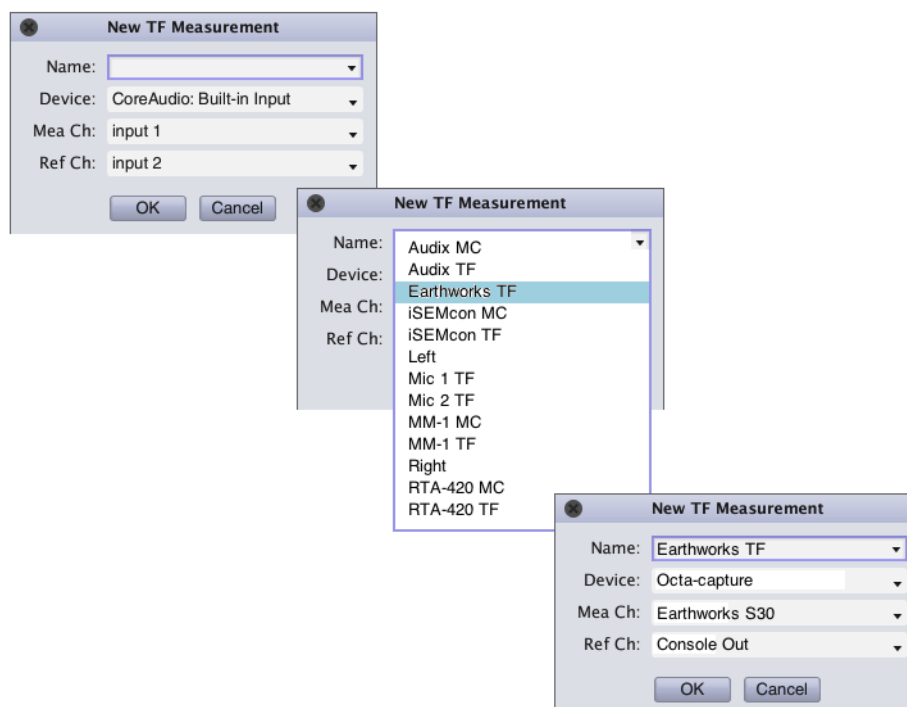 New TF Measurement
Name:
Device: CoreAudio: Built-in Input
Mea Ch: input 1
Ref Ch: input 2
OK Cancel
New TF Measurement
Name:
Device:
Mea Ch:
Ref Ch:
Audix MC
Audix TF
Earthworks TF
iSEMcon MC
iSEMcon TF
Left
Mic 1 TF
Mic 2 TF
MM-1 MC
MM-1 TF
Right
RTA-420 MC
RTA-420 TF
New TF Measurement
Name: Earthworks TF
Device: Octa-capture
Mea Ch: Earthworks S30
Ref Ch: Console Out
OK Cancel